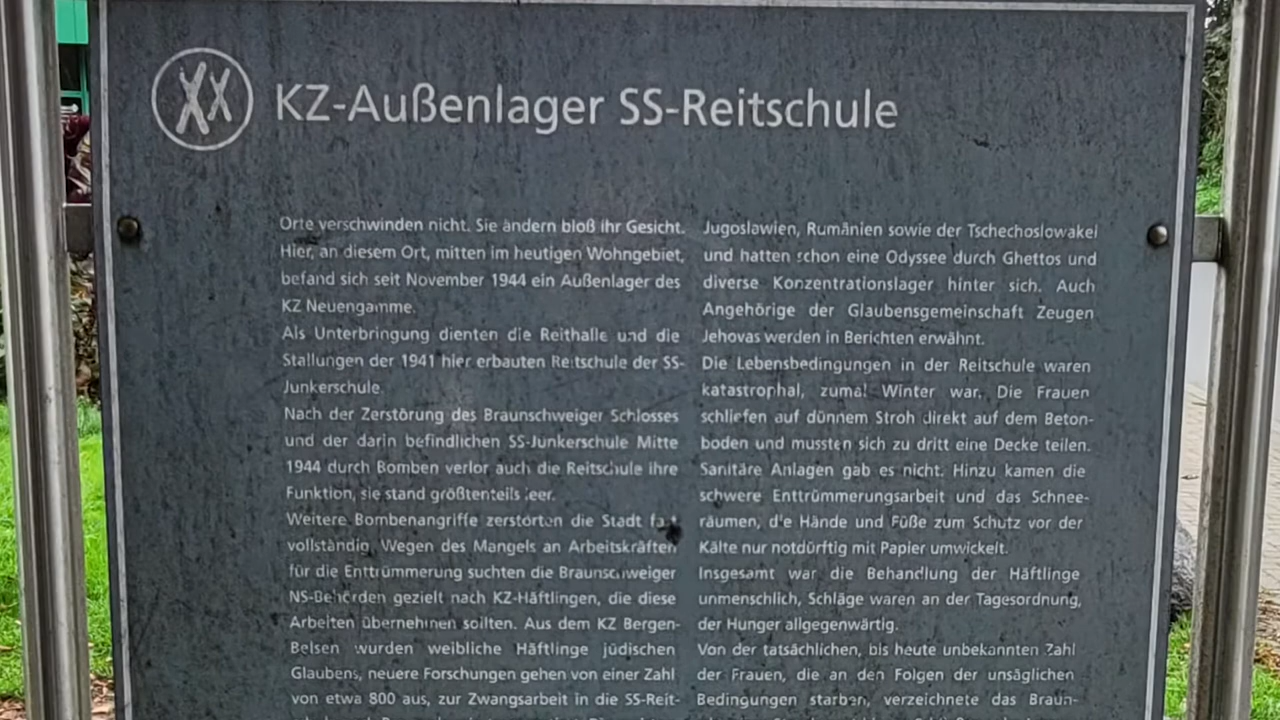 KZ-Außenlager SS-Reitschule
Orte verschwinden nicht. Sie ändern bloß ihr Gesicht.
Hier, an diesem Ort, mitten im heutigen Wohngebiet,
befand sich seit November 1944 ein Außenlager des
KZ Neuengamme.
Als Unterbringung dienten die Reithalle und die
Stallungen der 1941 hier erbauten Reitschule der SS-
Junkerschule.
Nach der Zerstörung des Braunschweiger Schlosses
und der darin befindlichen SS-Junkerschule Mitte
1944 durch Bomben verlor auch die Reitschule ihre
Funktion, sie stand größtenteils leer.
Weitere Bombenangriffe zerstörten die Stadt fast
vollständig. Wegen des Mangels an Arbeitskräften
für die Enttrümmerung suchten die Braunschweiger
NS-Behörden gezielt nach KZ-Häftlingen, die diese
Arbeiten übernehmen sollten. Aus dem KZ Bergen-
Belsen wurden weibliche Häftlinge jüdischen
Glaubens, neuere Forschungen gehen von einer Zahl
von etwa 800 aus, zur Zwangsarbeit in die SS-Reit-
Jugoslawien, Rumänien sowie der Tschechoslowakei
und hatten schon eine Odyssee durch Ghettos und
diverse Konzentrationslager hinter sich. Auch
Angehörige der Glaubensgemeinschaft Zeugen
Jehovas werden in Berichten erwähnt.
Die Lebensbedingungen in der Reitschule waren
katastrophal, zumal Winter war. Die Frauen
schliefen auf dünnem Stroh direkt auf dem Beton-
boden und mussten sich zu dritt eine Decke teilen.
Sanitäre Anlagen gab es nicht. Hinzu kamen die
schwere Enttrümmerungsarbeit und das Schnee-
räumen, die Hände und Füße zum Schutz vor der
Kälte nur notdürftig mit Papier umwickelt.
Insgesamt war die Behandlung der Häftlinge
unmenschlich, Schläge waren an der Tagesordnung,
der Hunger allgegenwärtig.
Von der tatsächlichen, bis heute unbekannten Zahl
der Frauen, die an den Folgen der unsäglichen
Bedingungen starben, verzeichnete das Braun-